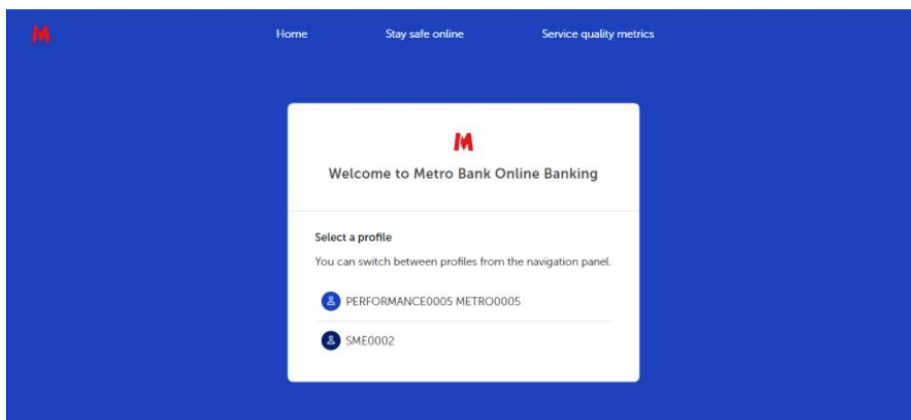 M
Home Stay safe online Service quality metrics
M
Welcome to Metro Bank Online Banking
Select a profile
You can switch between profiles from the navigation panel.
PERFORMANCE0005 METRO0005
SME0002